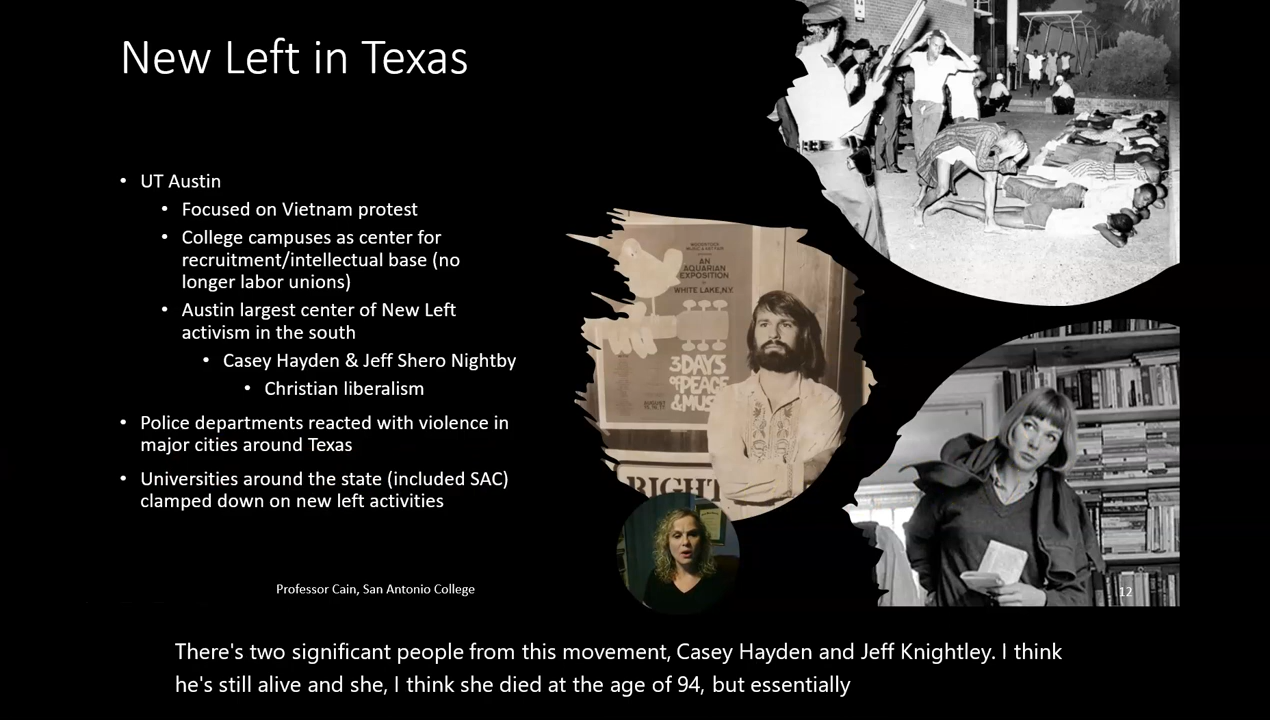 New Left in Texas
• UT Austin
• Focused on Vietnam protest
• College campuses as center for
recruitment/intellectual base (no
longer labor unions)
• Austin largest center of New Left
activism in the south
• Casey Hayden & Jeff Shero Nightby
• Christian liberalism
• Police departments reacted with violence in
major cities around Texas
• Universities around the state (included SAC)
clamped down on new left activities
AN
AQUARIAN
EXPOSITION
WHITE LAKE, N.Y.
3 DAYS
of PEACE
& MUS
RIGHT
Professor Cain, San Antonio College
12
There's two significant people from this movement, Casey Hayden and Jeff Knightley. I think
he's still alive and she, I think she died at the age of 94, but essentially